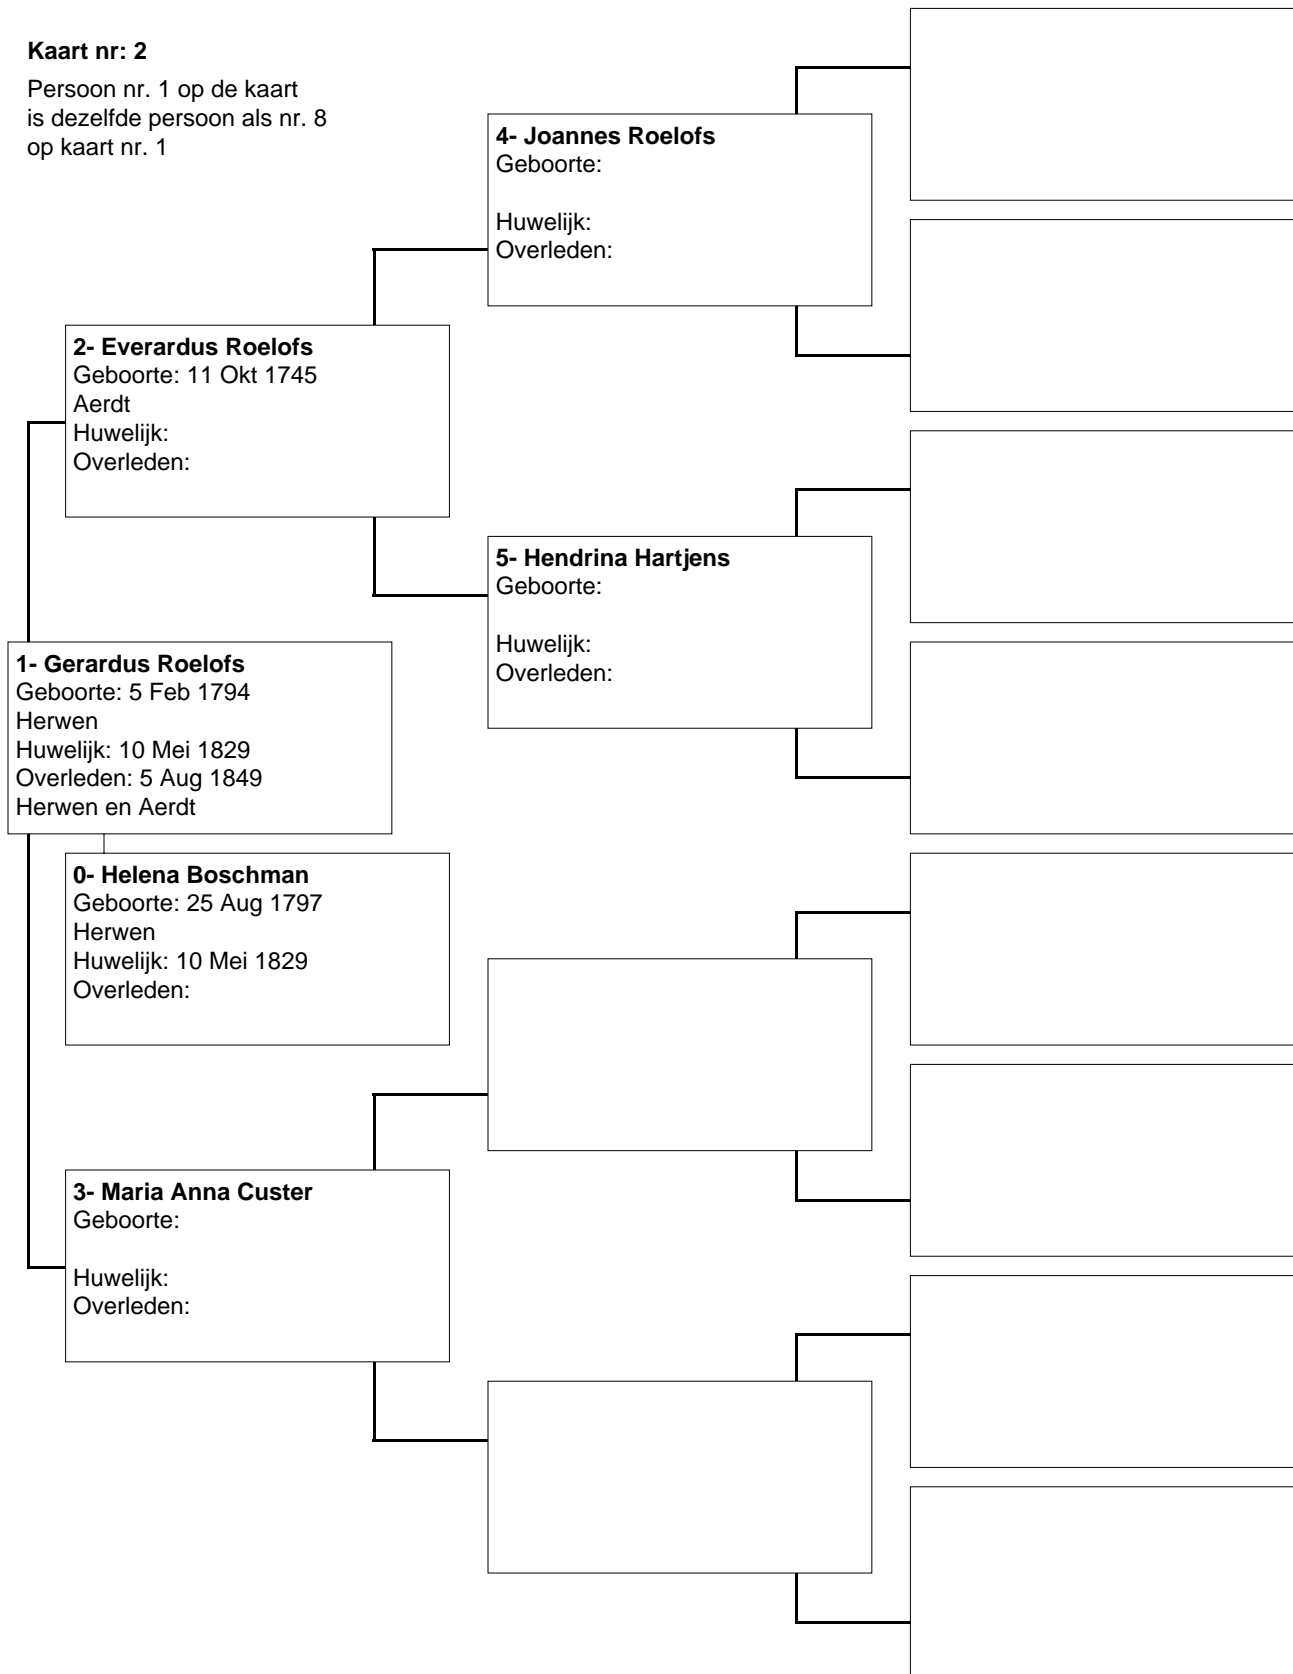 Kaart nr: 2
Persoon nr. 1 op de kaart
is dezelfde persoon als nr. 8
op kaart nr. 1
4- Joannes Roelofs
Geboorte:
Huwelijk:
Overleden:
2- Everardus Roelofs
Geboorte: 11 Okt 1745
Aerdt
Huwelijk:
Overleden:
5- Hendrina Hartjens
Geboorte:
Huwelijk:
Overleden:
1- Gerardus Roelofs
Geboorte: 5 Feb 1794
Herwen
Huwelijk: 10 Mei 1829
Overleden: 5 Aug 1849
Herwen en Aerdt
0- Helena Boschman
Geboorte: 25 Aug 1797
Herwen
Huwelijk: 10 Mei 1829
Overleden:
3- Maria Anna Custer
Geboorte:
Huwelijk:
Overleden: